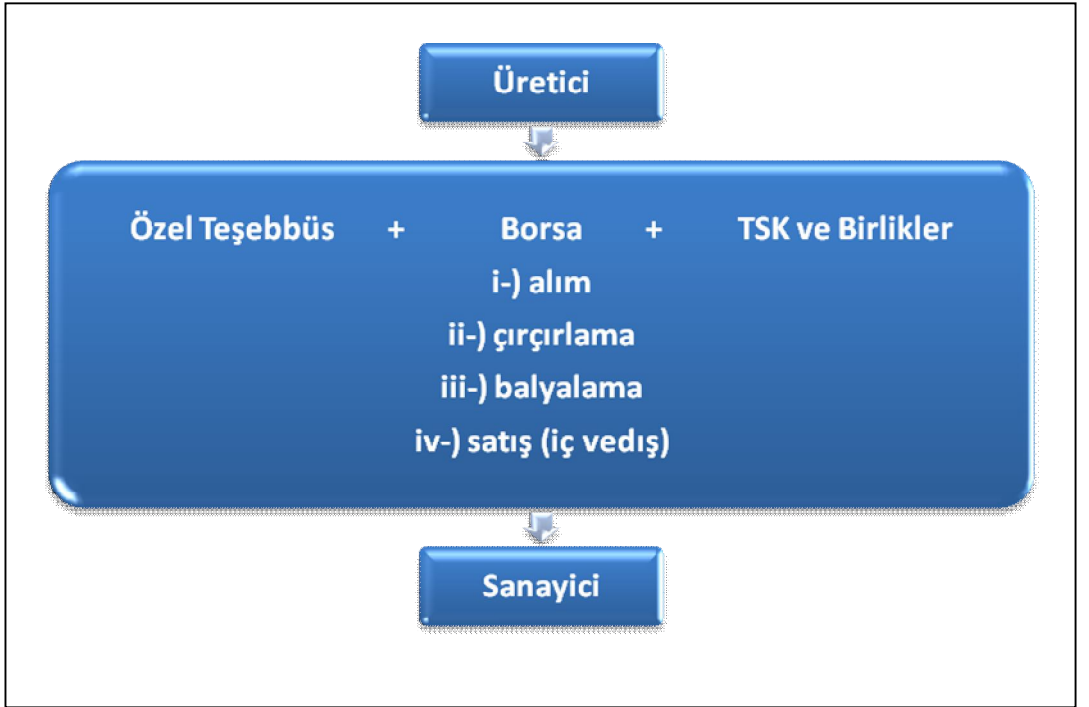 Üretici
Özel Teşebbüs + Borsa + TSK ve Birlikler
i-) alım
ii-) çırçırlama
iii-) balyalama
iv-) satış (iç vedış)
Sanayici